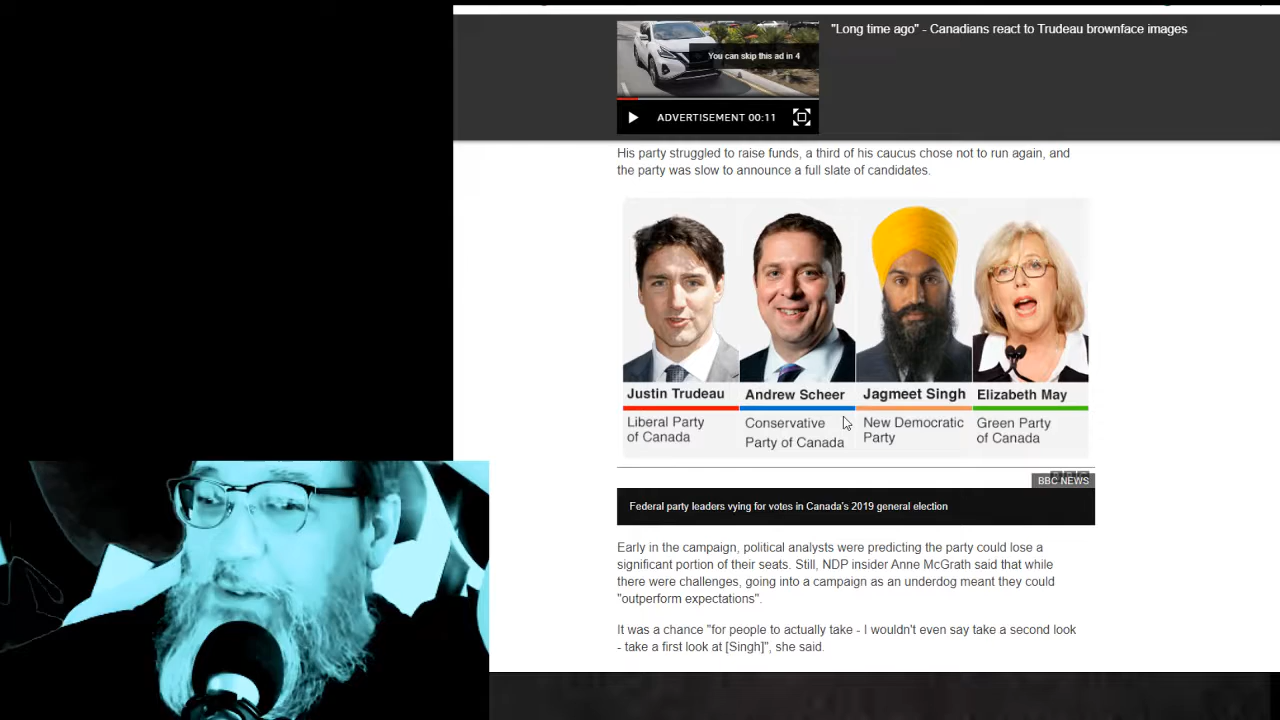 "Long time ago" - Canadians react to Trudeau brownface images
You can skip this ad in 4
ADVERTISEMENT 00:11
His party struggled to raise funds, a third of his caucus chose not to run again, and
the party was slow to announce a full slate of candidates.
Justin Trudeau
Liberal Party
of Canada
Andrew Scheer
Conservative
Party of Canada
Jagmeet Singh
New Democratic
Party
Elizabeth May
Green Party
of Canada
BBC
BBC NEWS
Federal party leaders vying for votes in Canada's 2019 general election
Early in the campaign, political analysts were predicting the party could lose a
significant portion of their seats. Still, NDP insider Anne McGrath said that while
there were challenges, going into a campaign as an underdog meant they could
"outperform expectations".
It was a chance "for people to actually take - I wouldn't even say take a second look
- take a first look at [Singh]", she said.